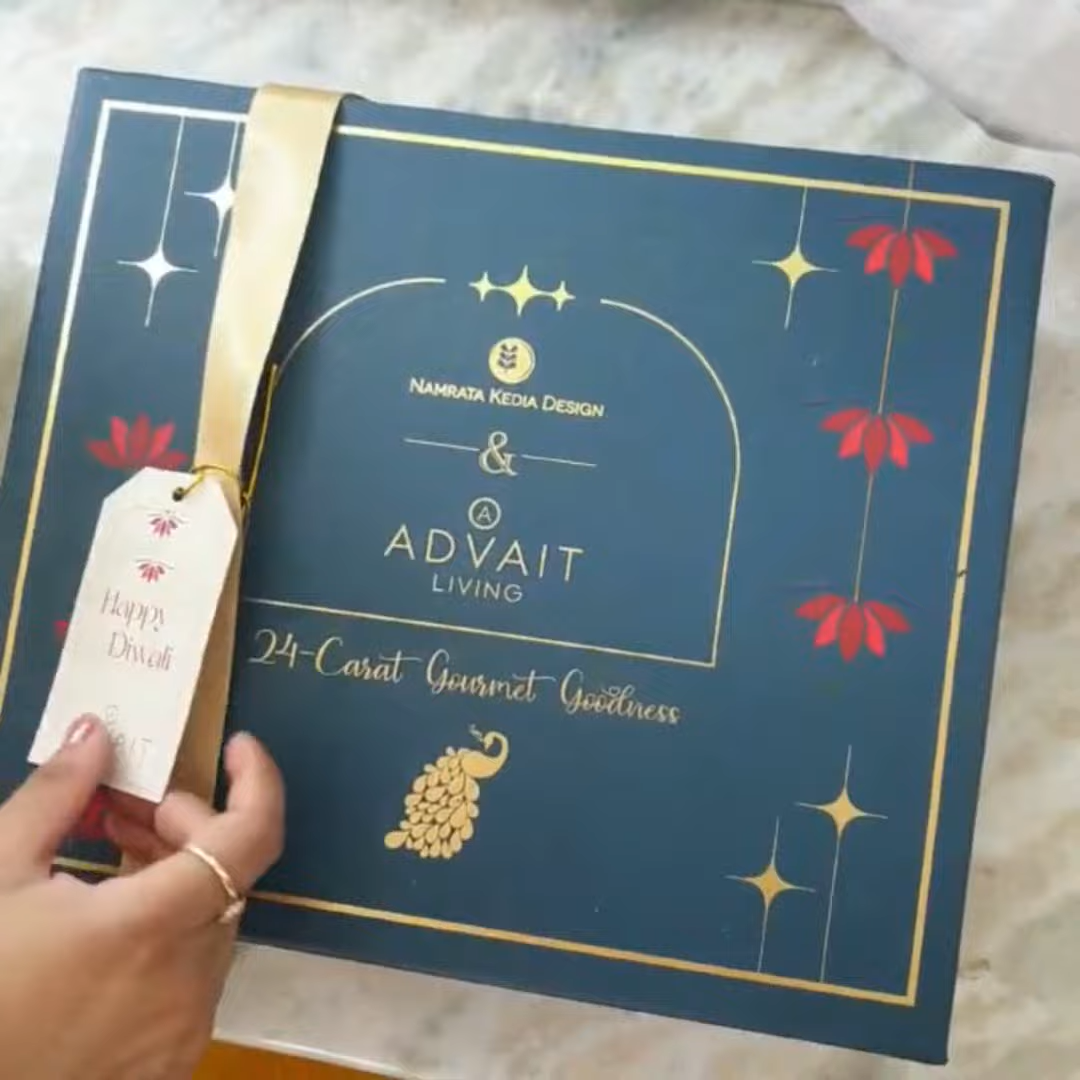 NAMRATA KEDIA DESIGN
&
A
ADVAIT
LIVING
24-Carat Gourmet Goodness
Happy
Diwali